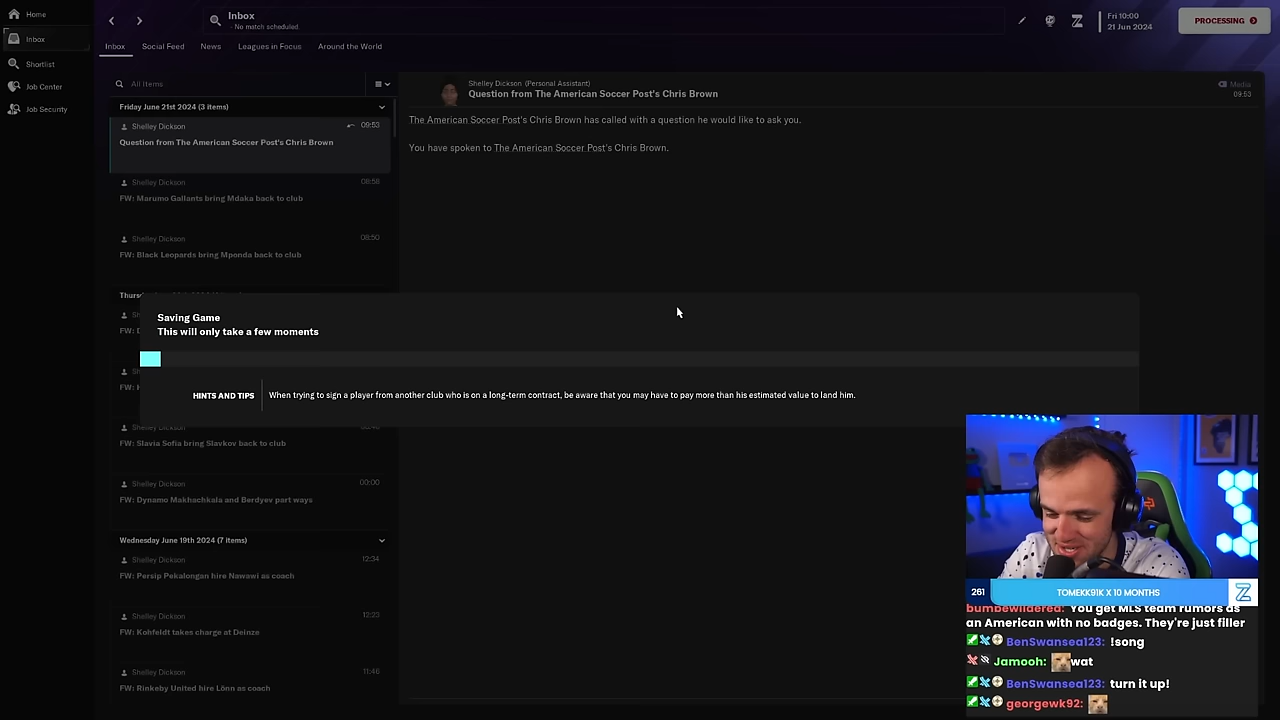 Home
Inbox
Shortlist
Job Center
Job Security
Inbox
- No match scheduled.
Fri 10:00
21 Jun 2024
PROCESSING
Inbox
Social Feed
News
Leagues in Focus
Around the World
All Items
Friday June 21st 2024 (3 items)
Shelley Dickson
09:53
Question from The American Soccer Post's Chris Brown
Shelley Dickson
08:58
FW: Marumo Gallants bring Mdaka back to club
Shelley Dickson
08:50
FW: Black Leopards bring Mponda back to club
Shelley Dickson (Personal Assistant)
Question from The American Soccer Post's Chris Brown
Media
09:53
The American Soccer Post's Chris Brown has called with a question he would like to ask you.
You have spoken to The American Soccer Post's Chris Brown.
Saving Game
This will only take a few moments
HINTS AND TIPS
When trying to sign a player from another club who is on a long-term contract, be aware that you may have to pay more than his estimated value to land him.
Shelley Dickson
FW: Slavia Sofia bring Slavkov back to club
Shelley Dickson
00:00
FW: Dynamo Makhachkala and Berdyev part ways
Wednesday June 19th 2024 (7 items)
Shelley Dickson
12:34
FW: Persip Pekalongan hire Nawawi as coach
Shelley Dickson
12:23
FW: Kohfeldt takes charge at Deinze
Shelley Dickson
11:46
FW: Rinkeby United hire Lönn as coach
261
TOMEKK91K X 10 MONTHS
bumbewildered: You get MLS team rumors as
an American with no badges. They're just filler
BenSwansea123: !song
Jamooh: wat
BenSwansea123: turn it up!
georgewk92: